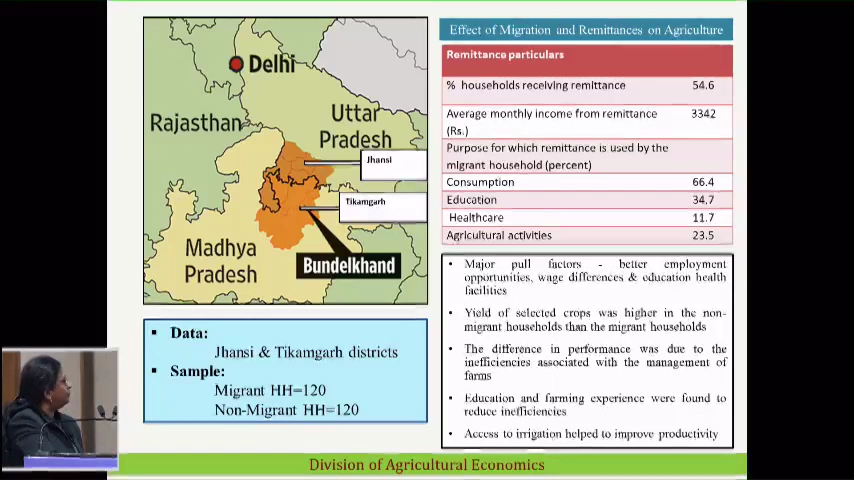 Delhi
Rajasthan
Uttar
Pradesh
Jhansi
Tikamgarh
Madhya
Pradesh
Bundelkhand
▪ Data:
Jhansi & Tikamgarh districts
▪ Sample:
Migrant HH=120
Non-Migrant HH=120
Effect of Migration and Remittances on Agriculture
Remittance particulars
% households receiving remittance 54.6
Average monthly income from remittance 3342
(Rs.)
Purpose for which remittance is used by the
migrant household (percent)
Consumption 66.4
Education 34.7
Healthcare 11.7
Agricultural activities 23.5
• Major pull factors - better employment
opportunities, wage differences & education health
facilities
• Yield of selected crops was higher in the non-
migrant households than the migrant households
• The difference in performance was due to the
inefficiencies associated with the management of
farms
• Education and farming experience were found to
reduce inefficiencies
• Access to irrigation helped to improve productivity
Division of Agricultural Economics